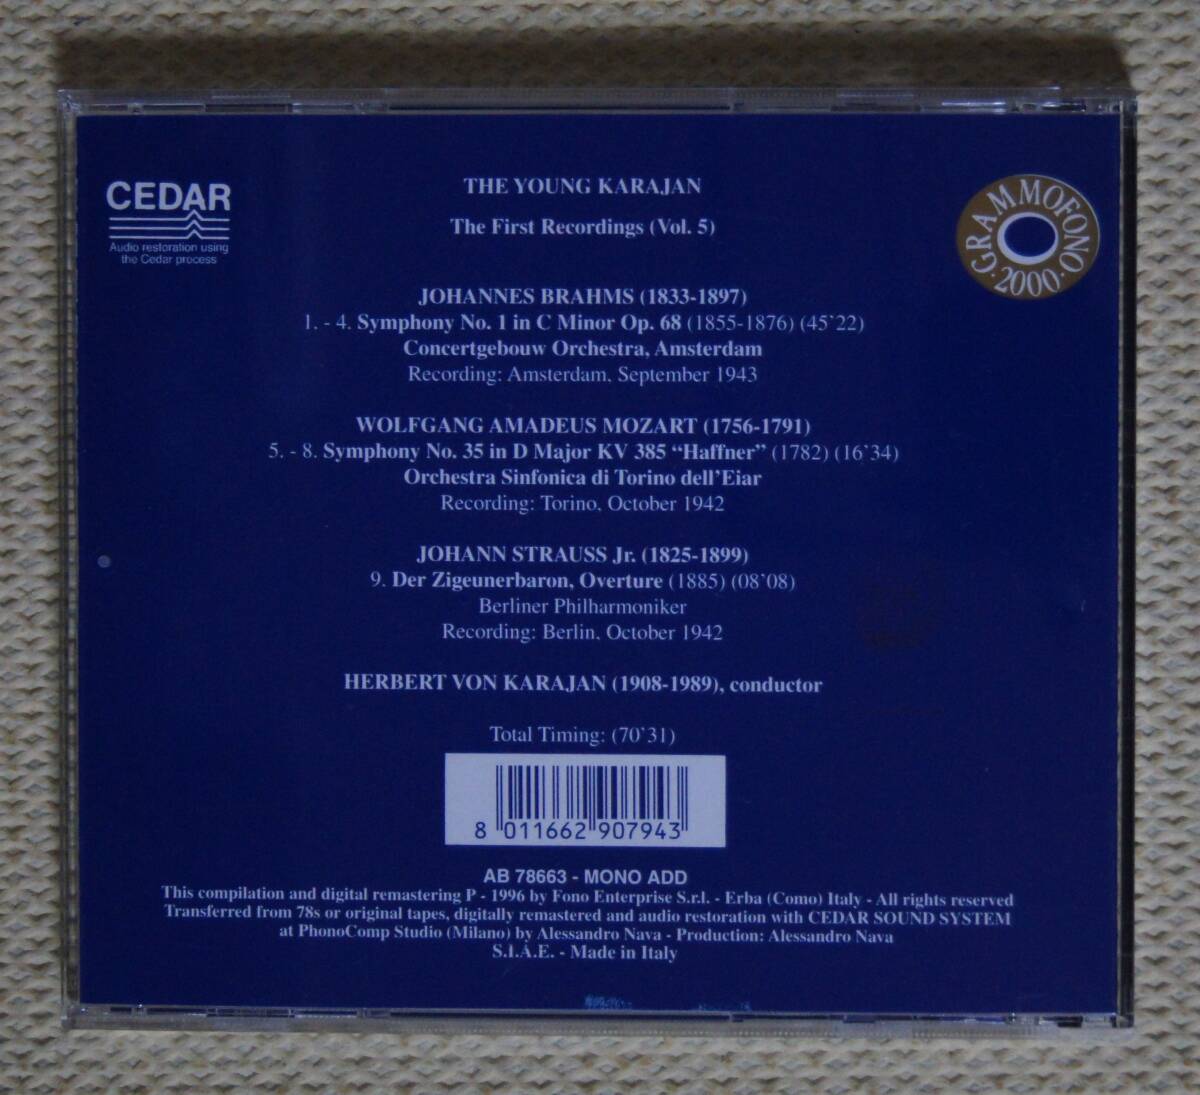 CEDAR
Audio restoration using
the Cedar process
THE YOUNG KARAJAN
The First Recordings (Vol. 5)
GRAMMOFONO
·2000·
JOHANNES BRAHMS (1833-1897)
1. - 4. Symphony No. 1 in C Minor Op. 68 (1855-1876) (45'22)
Concertgebouw Orchestra, Amsterdam
Recording: Amsterdam, September 1943
WOLFGANG AMADEUS MOZART (1756-1791)
5. - 8. Symphony No. 35 in D Major KV 385 “Haffner” (1782) (16'34)
Orchestra Sinfonica di Torino dell'Eiar
Recording: Torino, October 1942
JOHANN STRAUSS Jr. (1825-1899)
9. Der Zigeunerbaron, Overture (1885) (08'08)
Berliner Philharmoniker
Recording: Berlin, October 1942
HERBERT VON KARAJAN (1908-1989), conductor
Total Timing: (70'31)
8 011662 907943
AB 78663 - MONO ADD
This compilation and digital remastering P - 1996 by Fono Enterprise S.r.l. - Erba (Como) Italy - All rights reserved
Transferred from 78s or original tapes, digitally remastered and audio restoration with CEDAR SOUND SYSTEM
at PhonoComp Studio (Milano) by Alessandro Nava - Production: Alessandro Nava
S.I.A.E. - Made in Italy